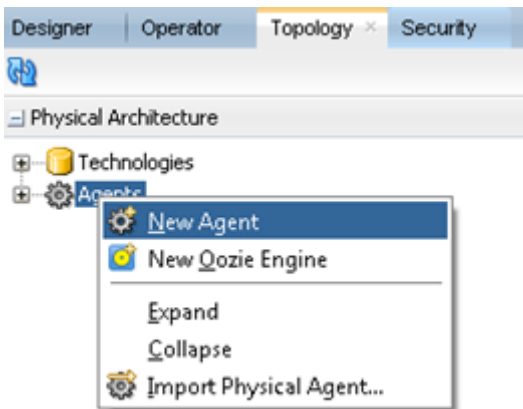 Designer Operator Topology Security
Physical Architecture
Technologies
Agents
New Agent
New Oozie Engine
Expand
Collapse
Import Physical Agent...